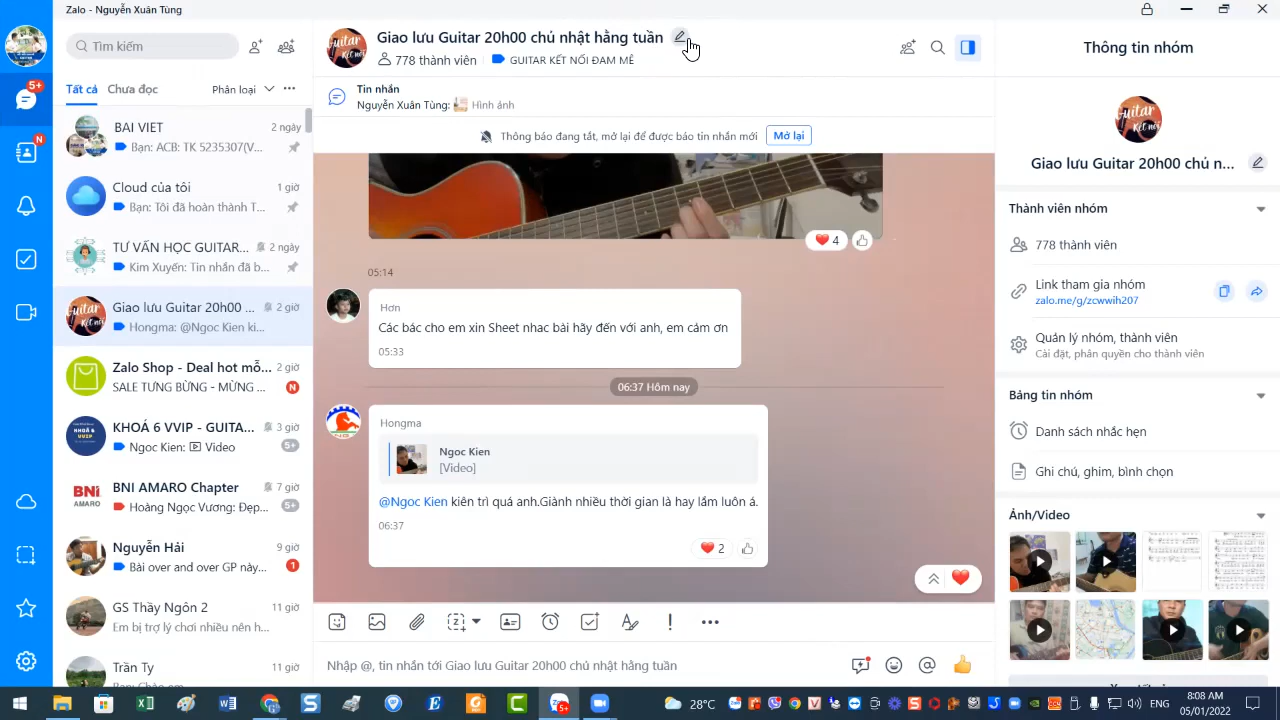 Zalo - Nguyễn Xuân Tùng
Tìm kiếm
Tất cả
Chưa đọc
Phân loại
5+
N
BAI VIET
2 ngày
Bạn: ACB: TK 5235307(V...
Cloud của tôi
1 giờ
Bạn: Tôi đã hoàn thành T...
TƯ VẤN HỌC GUITAR...
2 ngày
Kim Xuyến: Tin nhắn đã b...
Giao lưu Guitar 20h00 ...
2 giờ
Hongma: @Ngoc Kien ki...
Zalo Shop - Deal hot mỗ...
2 giờ
SALE TƯNG BỪNG - MỪNG ...
N
KHOÁ 6 VVIP - GUITA...
3 giờ
Ngoc Kien: Video
5+
BNI AMARO Chapter
7 giờ
Hoàng Ngọc Vương: Đẹp...
5+
Nguyễn Hải
9 giờ
Bài over and over GP này...
1
GS Thầy Ngôn 2
11 giờ
Em bị trợ lý chơi nhiều nên h...
Trần Ty
11 giờ
Giao lưu Guitar 20h00 chủ nhật hằng tuần
778 thành viên
GUITAR KẾT NỐI ĐAM MÊ
Tin nhắn
Nguyễn Xuân Tùng: Hình ảnh
Thông báo đang tắt, mở lại để được báo tin nhắn mới
Mở lại
4
05:14
Hơn
Các bác cho em xin Sheet nhac bài hãy đến với anh, em cảm ơn
05:33
06:37 Hôm nay
Hongma
Ngoc Kien
[Video]
@Ngoc Kien kiên trì quá anh.Giành nhiều thời gian là hay lắm luôn á.
06:37
2
Nhập @, tin nhắn tới Giao lưu Guitar 20h00 chủ nhật hằng tuần
Thông tin nhóm
Guitar
Kết nối
Giao lưu Guitar 20h00 chủ n...
Thành viên nhóm
778 thành viên
Link tham gia nhóm
zalo.me/g/zcwwih207
Quản lý nhóm, thành viên
Cài đặt, phân quyền cho thành viên
Bảng tin nhóm
Danh sách nhắc hẹn
Ghi chú, ghim, bình chọn
Ảnh/Video
28°C
ENG
8:08 AM
05/01/2022